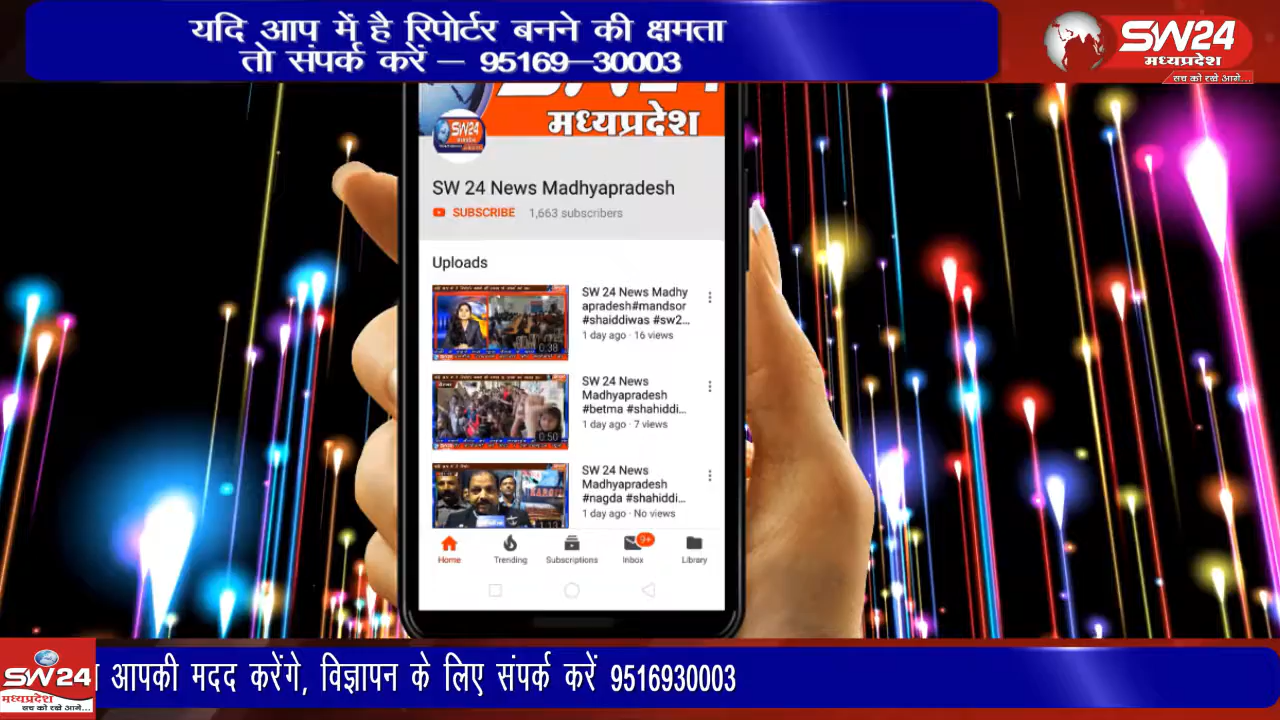 यदि आप में है रिपोर्टर बनने की क्षमता
तो संपर्क करें – 95169–30003
SW24
मध्यप्रदेश
सच को रखे आगे...
मध्यप्रदेश
SW24
SW 24 News Madhyapradesh
SUBSCRIBE 1,663 subscribers
Uploads
SW 24 News Madhy
apradesh#mandsor
#shaiddiwas #sw2...
1 day ago · 16 views
0:38
SW 24 News
Madhyapradesh
#betma #shahiddi...
1 day ago · 7 views
0:50
SW 24 News
Madhyapradesh
#nagda #shahiddi...
1 day ago · No views
1:13
Home Trending Subscriptions Inbox Library
9+
SW24
मध्यप्रदेश
सच को रखे आगे...
आपकी मदद करेंगे, विज्ञापन के लिए संपर्क करें 9516930003